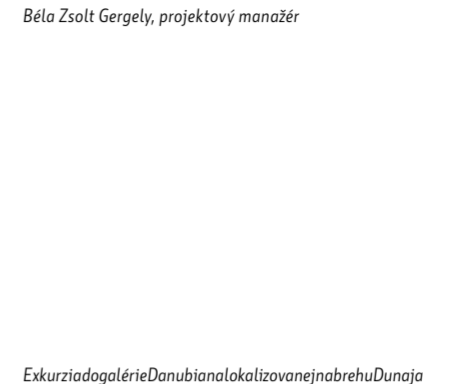 Béla Zsolt Gergely, projektový manažér
ExkurziadogalérieDanubianalokalizovanejnabrehuDunaja